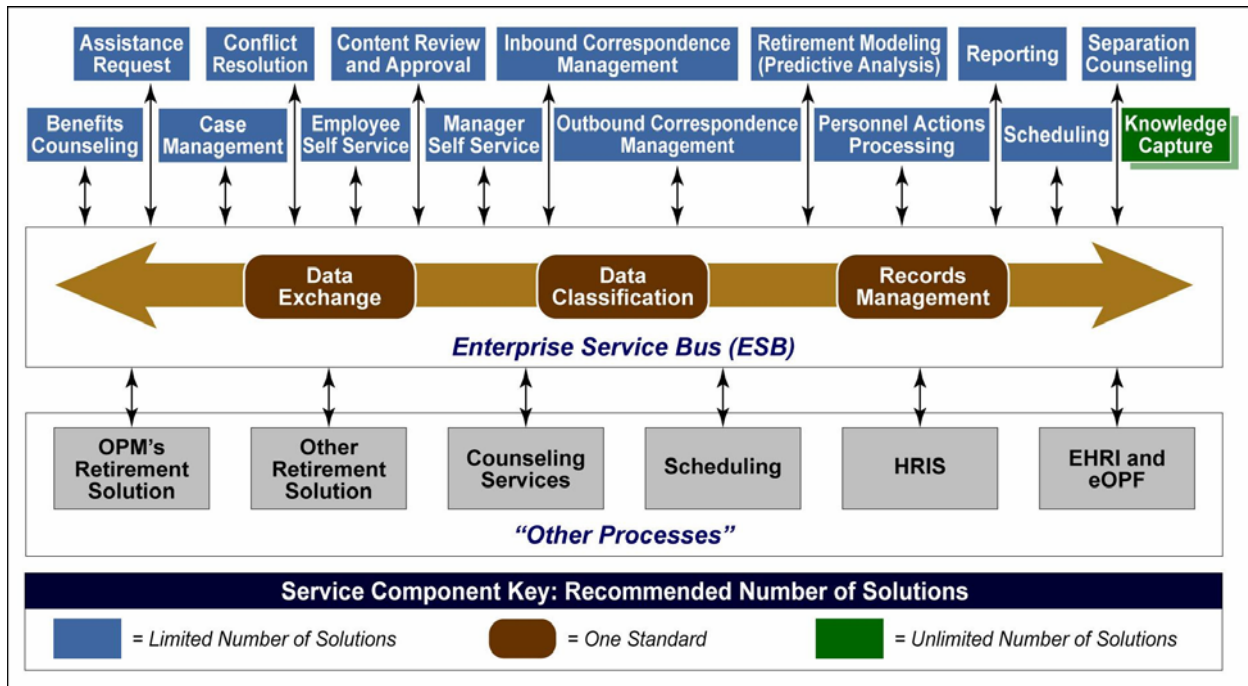 Assistance
Request
Conflict
Resolution
Content Review
and Approval
Inbound Correspondence
Management
Retirement Modeling
(Predictive Analysis)
Reporting
Separation
Counseling
Benefits
Counseling
Case
Management
Employee
Self Service
Manager
Self Service
Outbound Correspondence
Management
Personnel Actions
Processing
Scheduling
Knowledge
Capture
Data
Exchange
Data
Classification
Records
Management
Enterprise Service Bus (ESB)
OPM's
Retirement
Solution
Other
Retirement
Solution
Counseling
Services
Scheduling
HRIS
EHRI and
eOPF
“Other Processes”
Service Component Key: Recommended Number of Solutions
= Limited Number of Solutions
= One Standard
= Unlimited Number of Solutions